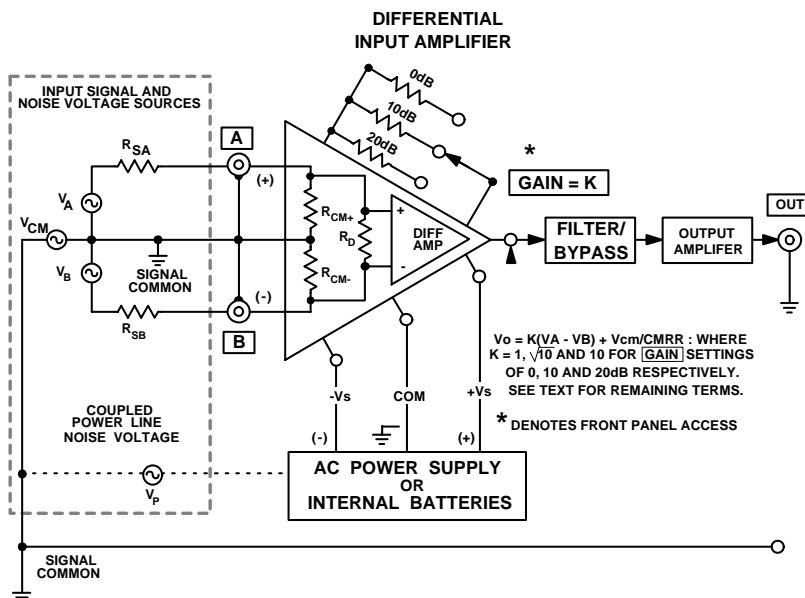 DIFFERENTIAL
INPUT AMPLIFIER
INPUT SIGNAL AND
NOISE VOLTAGE SOURCES
0dB
10dB
20dB
*
GAIN = K
A
RSA
(+)
VA
VCM
RCM+
RD
+
DIFF
AMP
-
SIGNAL
COMMON
VB
RCM-
RSB
(-)
B
FILTER/
BYPASS
OUTPUT
AMPLIFER
OUT
Vo = K(VA - VB) + Vcm/CMRR : WHERE
K = 1, √10 AND 10 FOR GAIN SETTINGS
OF 0, 10 AND 20dB RESPECTIVELY.
SEE TEXT FOR REMAINING TERMS.
* DENOTES FRONT PANEL ACCESS
-Vs
COM
+Vs
(-)
(+)
COUPLED
POWER LINE
NOISE VOLTAGE
VP
AC POWER SUPPLY
OR
INTERNAL BATTERIES
SIGNAL
COMMON